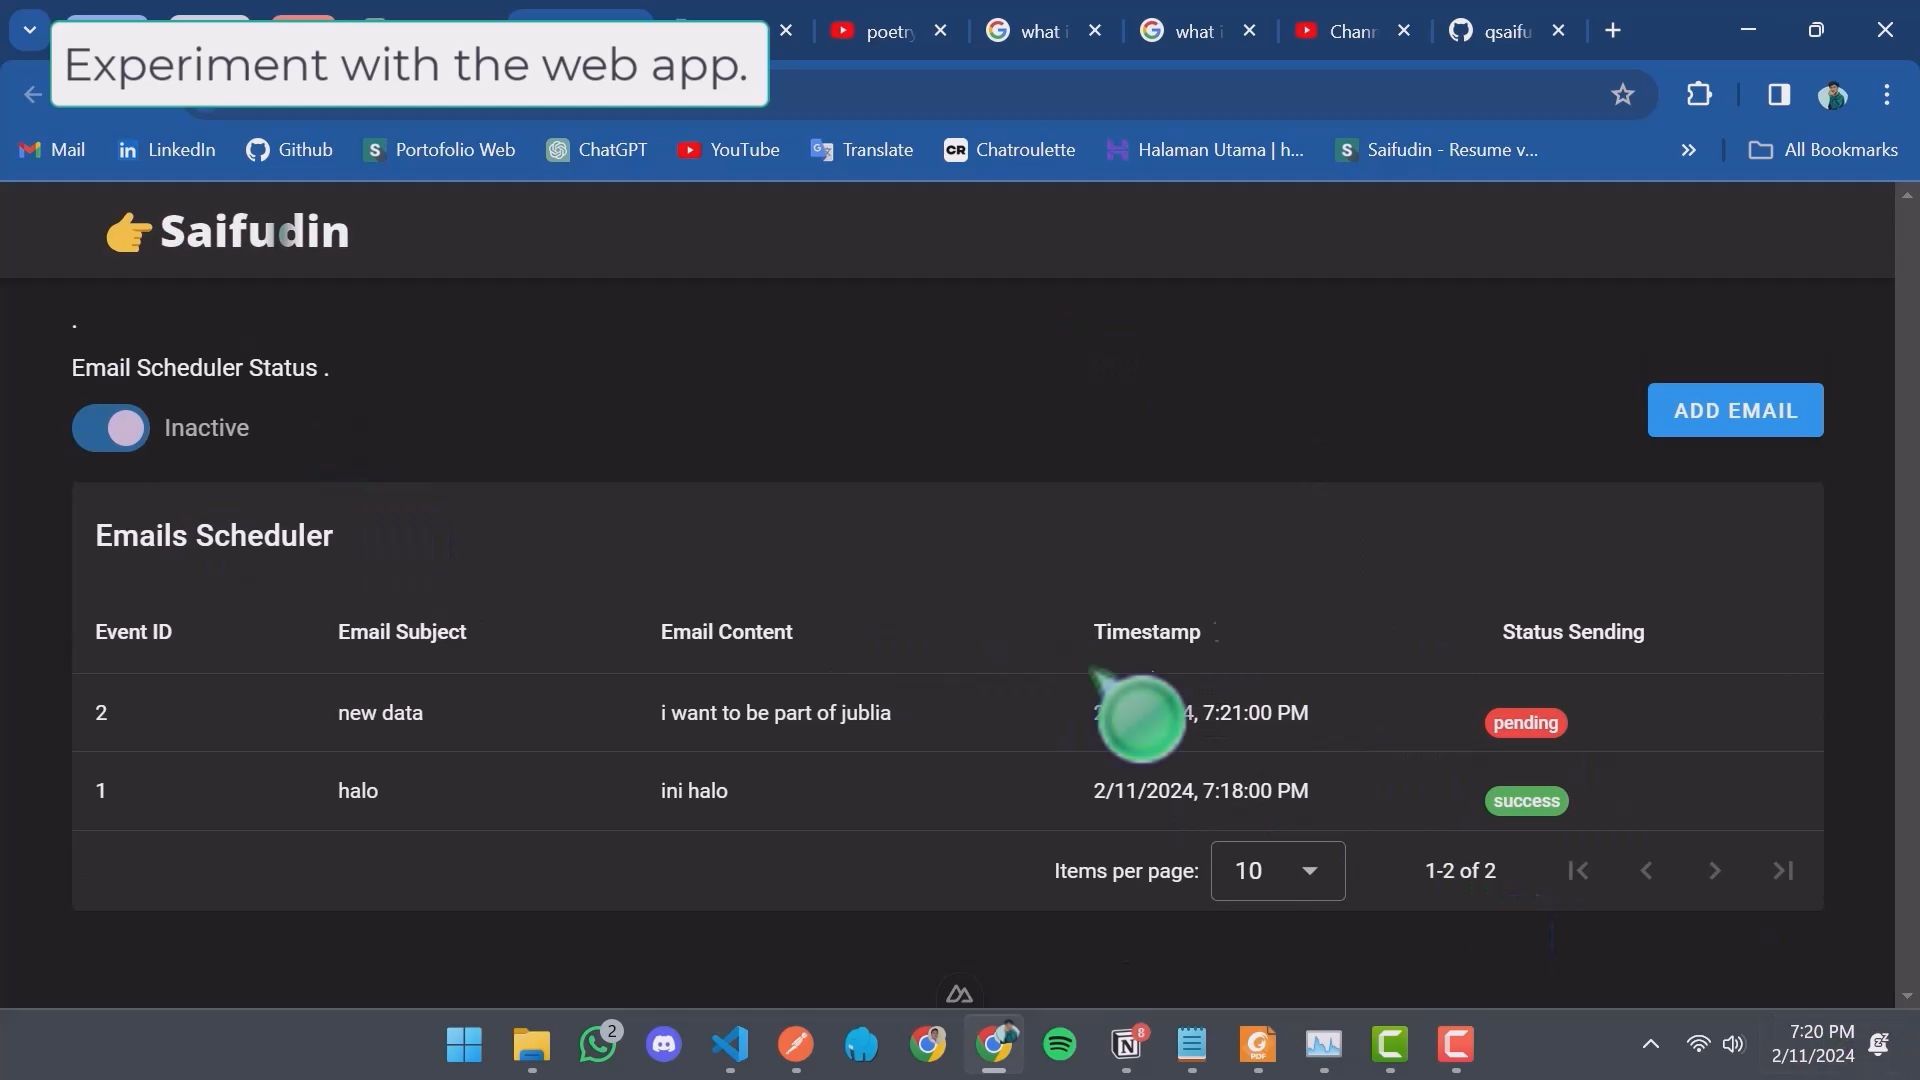 poetry
what i
what i
Chann
qsaifu
Experiment with the web app.
Mail
LinkedIn
Github
Portofolio Web
ChatGPT
YouTube
Translate
CR Chatroulette
Halaman Utama | h...
S Saifudin - Resume v...
All Bookmarks
👉Saifudin
.
Email Scheduler Status .
Inactive
ADD EMAIL
Emails Scheduler
Event ID Email Subject Email Content Timestamp Status Sending
2 new data i want to be part of jublia 4, 7:21:00 PM pending
1 halo ini halo 2/11/2024, 7:18:00 PM success
Items per page: 10 1-2 of 2
2
8
7:20 PM
2/11/2024